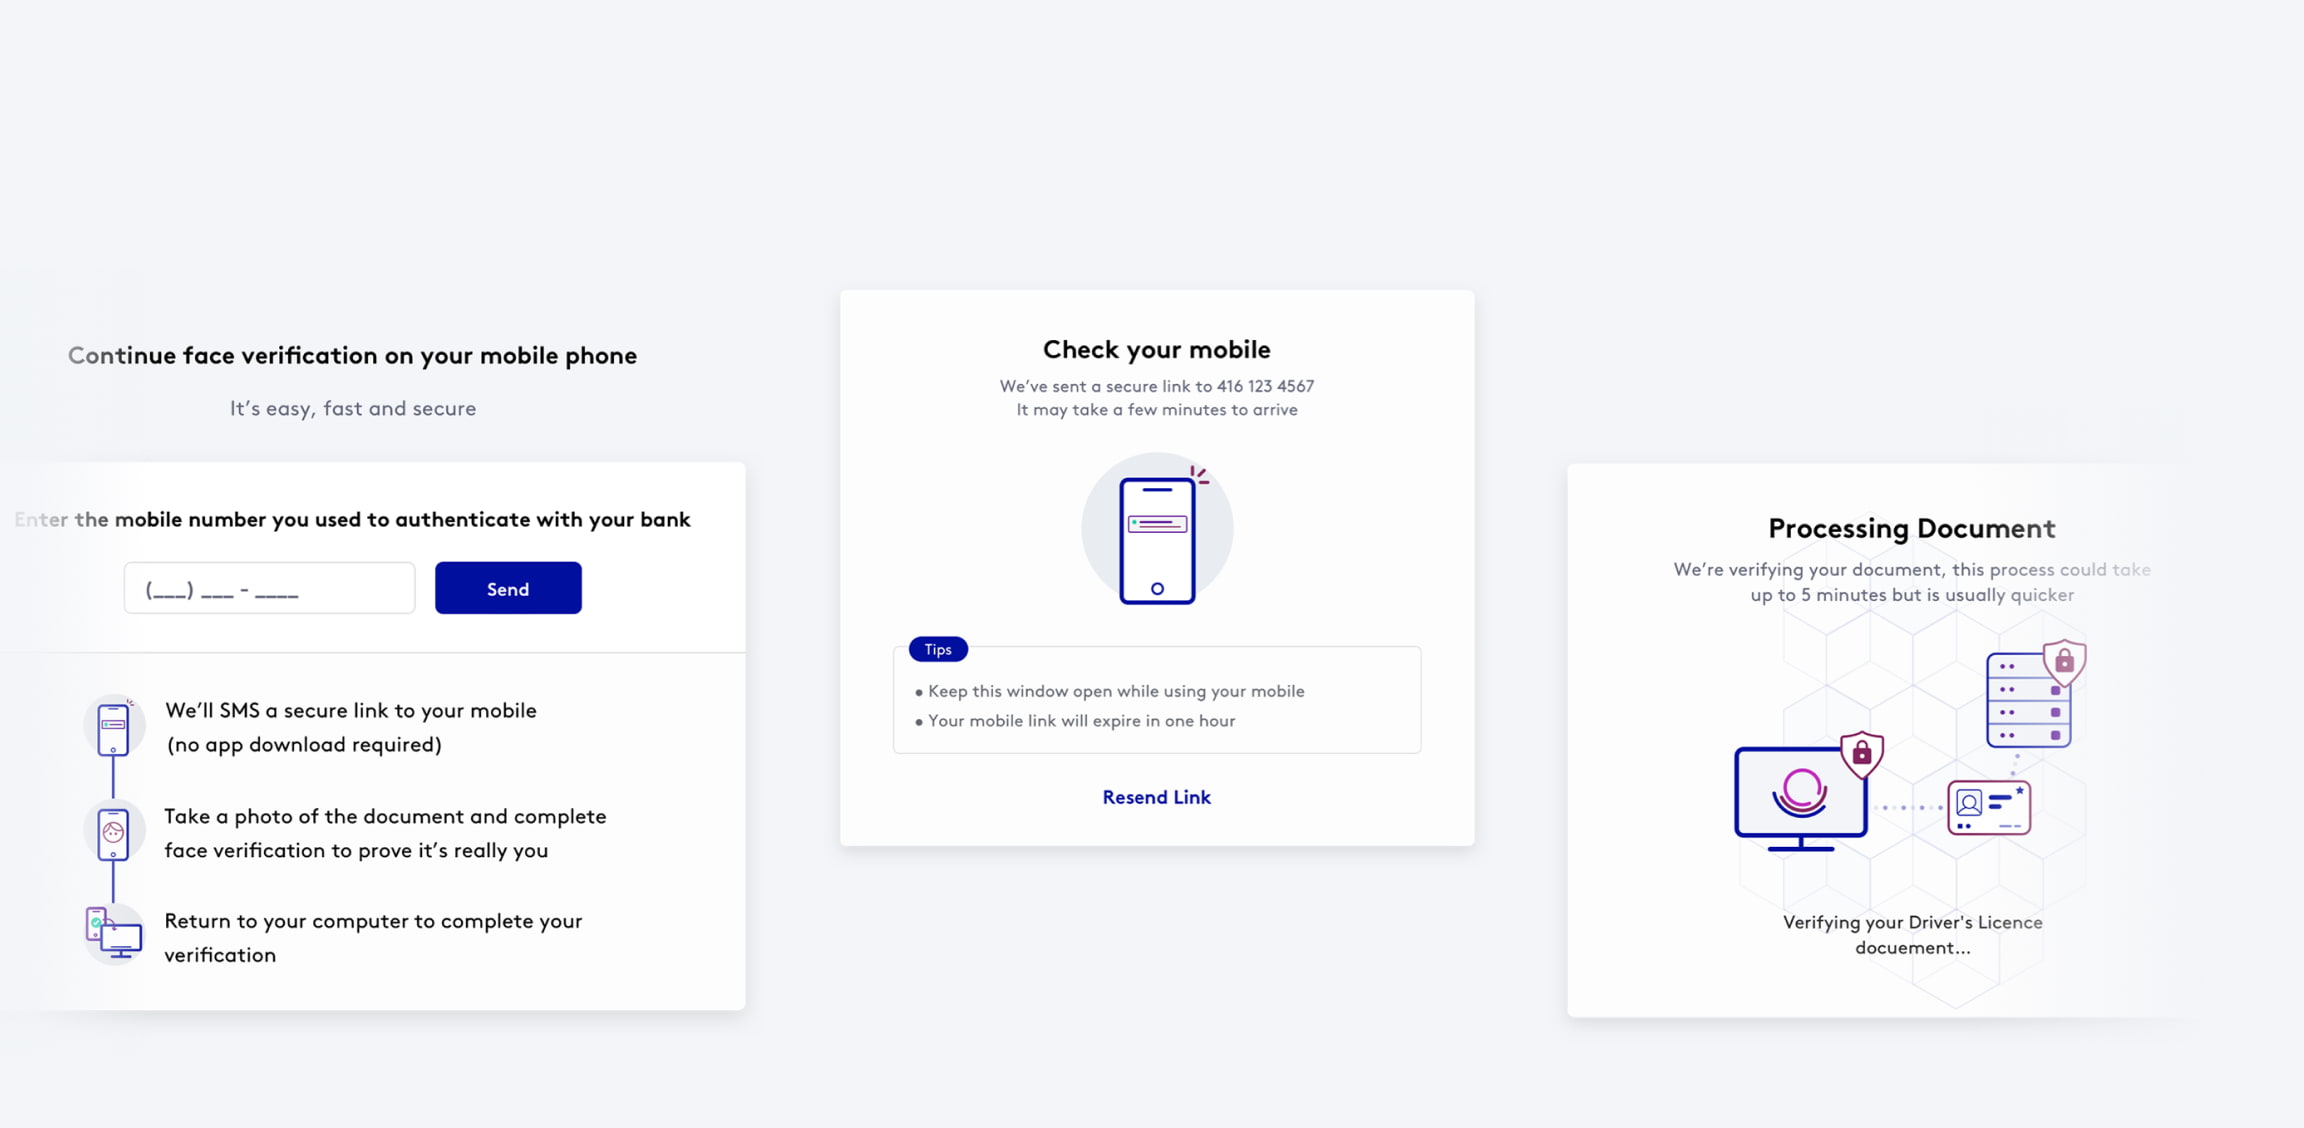 Continue face verification on your mobile phone
It’s easy, fast and secure
Enter the mobile number you used to authenticate with your bank
(___) ___ - ____
Send
We’ll SMS a secure link to your mobile
(no app download required)
Take a photo of the document and complete
face verification to prove it’s really you
Return to your computer to complete your
verification
Check your mobile
We’ve sent a secure link to 416 123 4567
It may take a few minutes to arrive
Tips
• Keep this window open while using your mobile
• Your mobile link will expire in one hour
Resend Link
Processing Document
We’re verifying your document, this process could take
up to 5 minutes but is usually quicker
Verifying your Driver's Licence
docuement...